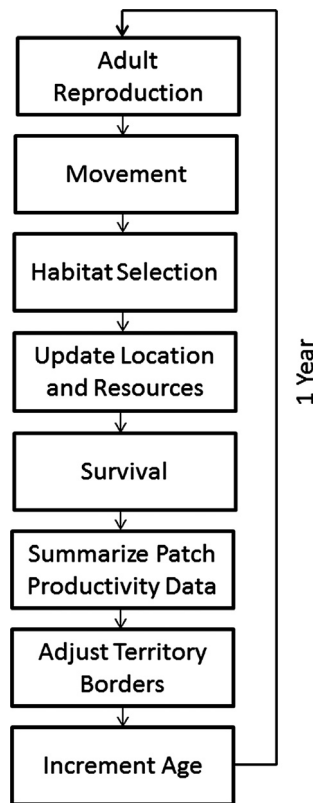 Adult
Reproduction
Movement
Habitat Selection
Update Location
and Resources
Survival
Summarize Patch
Productivity Data
Adjust Territory
Borders
Increment Age
1 Year